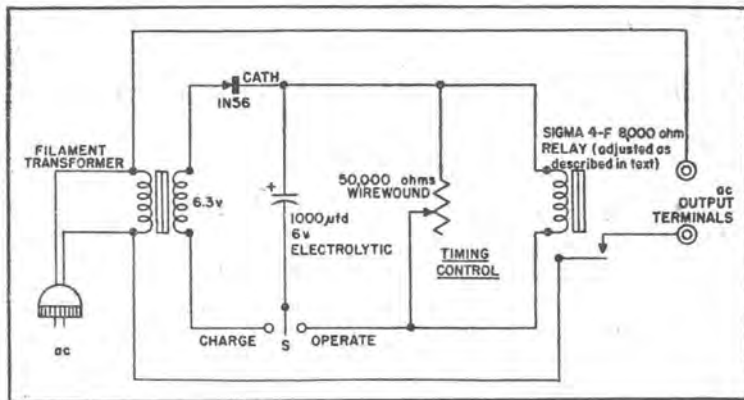 CATH
IN56
FILAMENT
TRANSFORMER
6.3v
+
1000µfd
6v
ELECTROLYTIC
50,000 ohms
WIREWOUND
TIMING
CONTROL
SIGMA 4-F 8,000 ohm
RELAY (adjusted as
described in text)
ac
OUTPUT
TERMINALS
CHARGE
S
OPERATE
ac